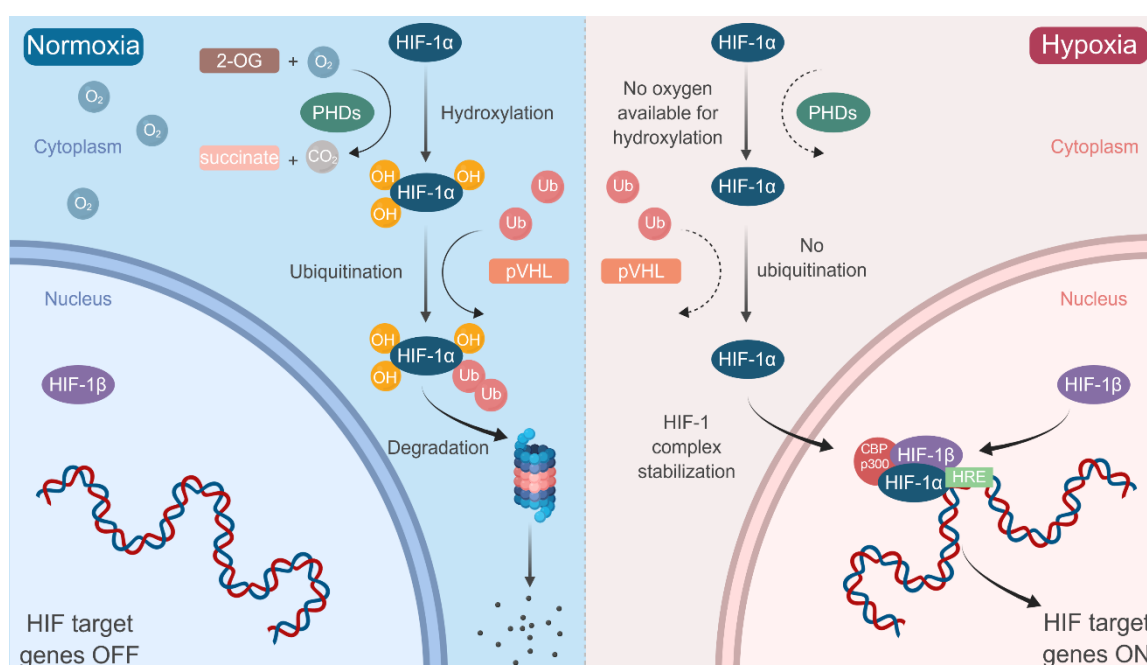 Normoxia
2-OG + O₂
HIF-1α
O₂
O₂
O₂
Cytoplasm
PHDs
Hydroxylation
succinate + CO₂
OH
OH
OH
HIF-1α
Ub
Ub
Ubiquitination
pVHL
Nucleus
OH
OH
OH
HIF-1α
Ub
Ub
HIF-1β
Degradation
HIF target
genes OFF
Hypoxia
HIF-1α
No oxygen
available for
hydroxylation
PHDs
Cytoplasm
HIF-1α
Ub
Ub
pVHL
No
ubiquitination
Nucleus
HIF-1α
HIF-1β
HIF-1
complex
stabilization
CBP
p300
HIF-1β
HIF-1α
HRE
HIF target
genes ON